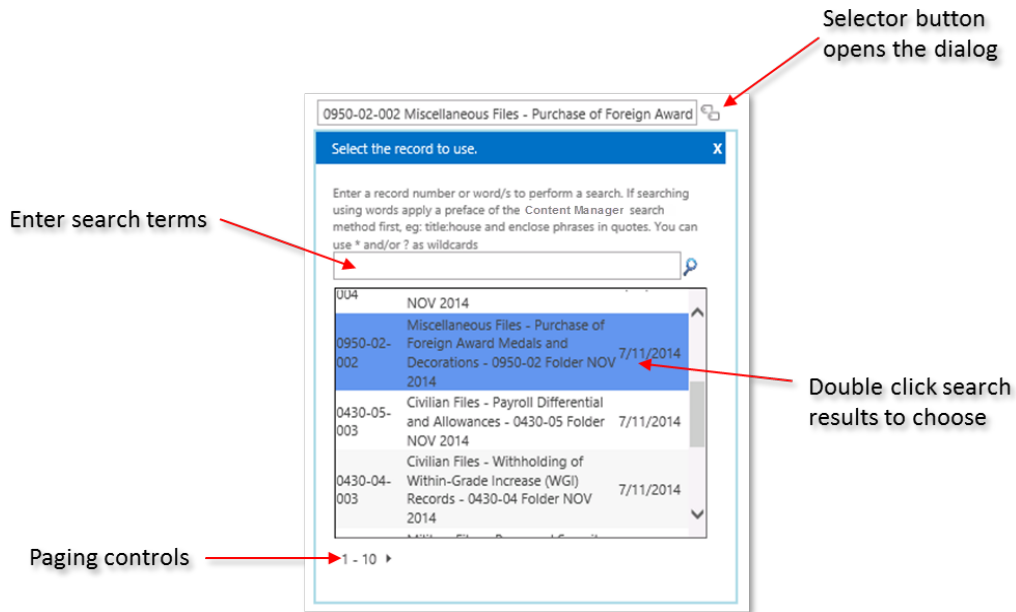 Selector button
opens the dialog
0950-02-002 Miscellaneous Files - Purchase of Foreign Award
Select the record to use.
X
Enter a record number or word/s to perform a search. If searching
using words apply a preface of the Content Manager search
method first, eg: title:house and enclose phrases in quotes. You can
use * and/or ? as wildcards
Enter search terms
004
NOV 2014
0950-02-
002
Miscellaneous Files - Purchase of
Foreign Award Medals and
Decorations - 0950-02 Folder NOV
2014
7/11/2014
0430-05-
003
Civilian Files - Payroll Differential
and Allowances - 0430-05 Folder
NOV 2014
7/11/2014
0430-04-
003
Civilian Files - Withholding of
Within-Grade Increase (WGI)
Records - 0430-04 Folder NOV
2014
7/11/2014
Double click search
results to choose
Paging controls
1 - 10